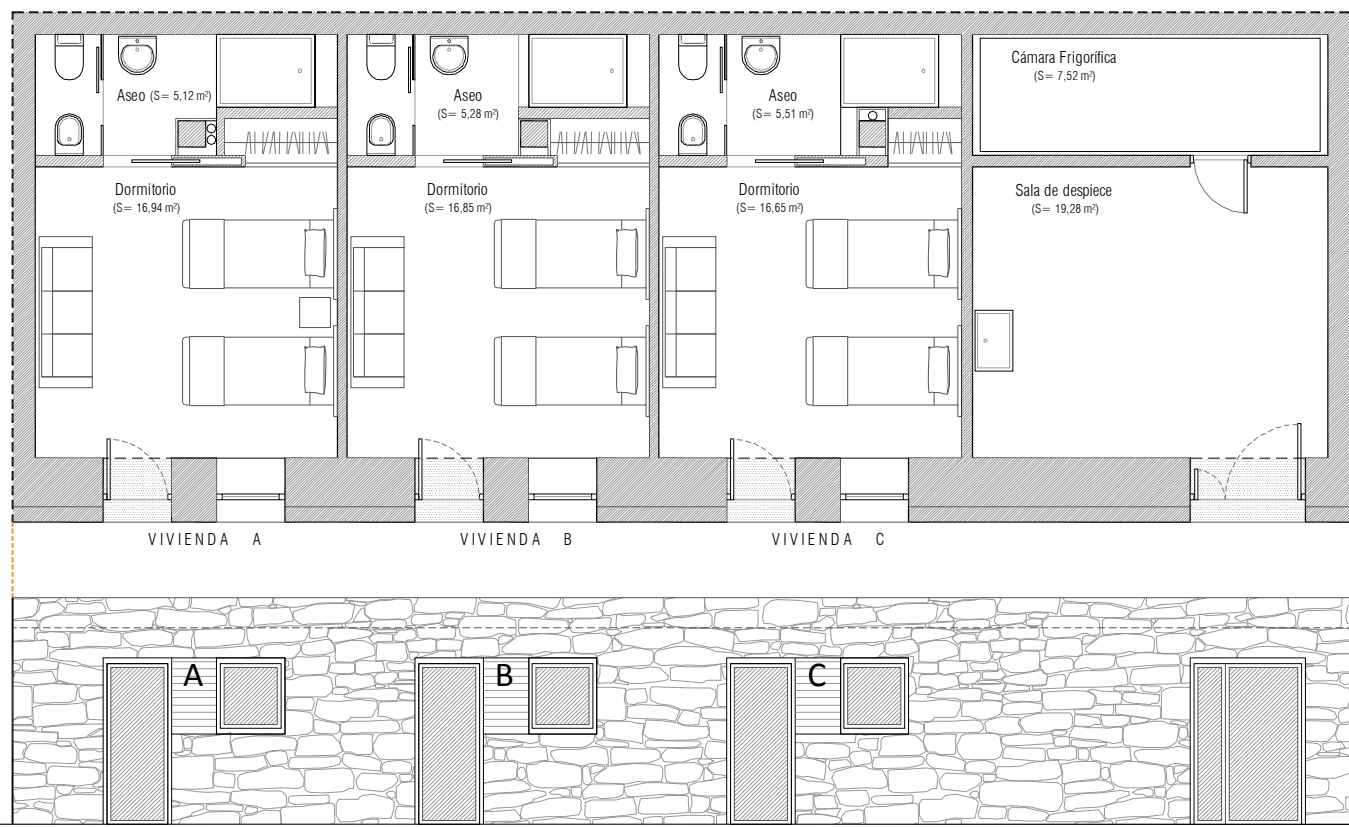 Aseo (S= 5,12 m²)
Aseo
(S= 5,28 m²)
Aseo
(S= 5,51 m²)
Cámara Frigorífica
(S= 7,52 m²)
Dormitorio
(S= 16,94 m²)
Dormitorio
(S= 16,85 m²)
Dormitorio
(S= 16,65 m²)
Sala de despiece
(S= 19,28 m²)
VIVIENDA A
VIVIENDA B
VIVIENDA C
A
B
C